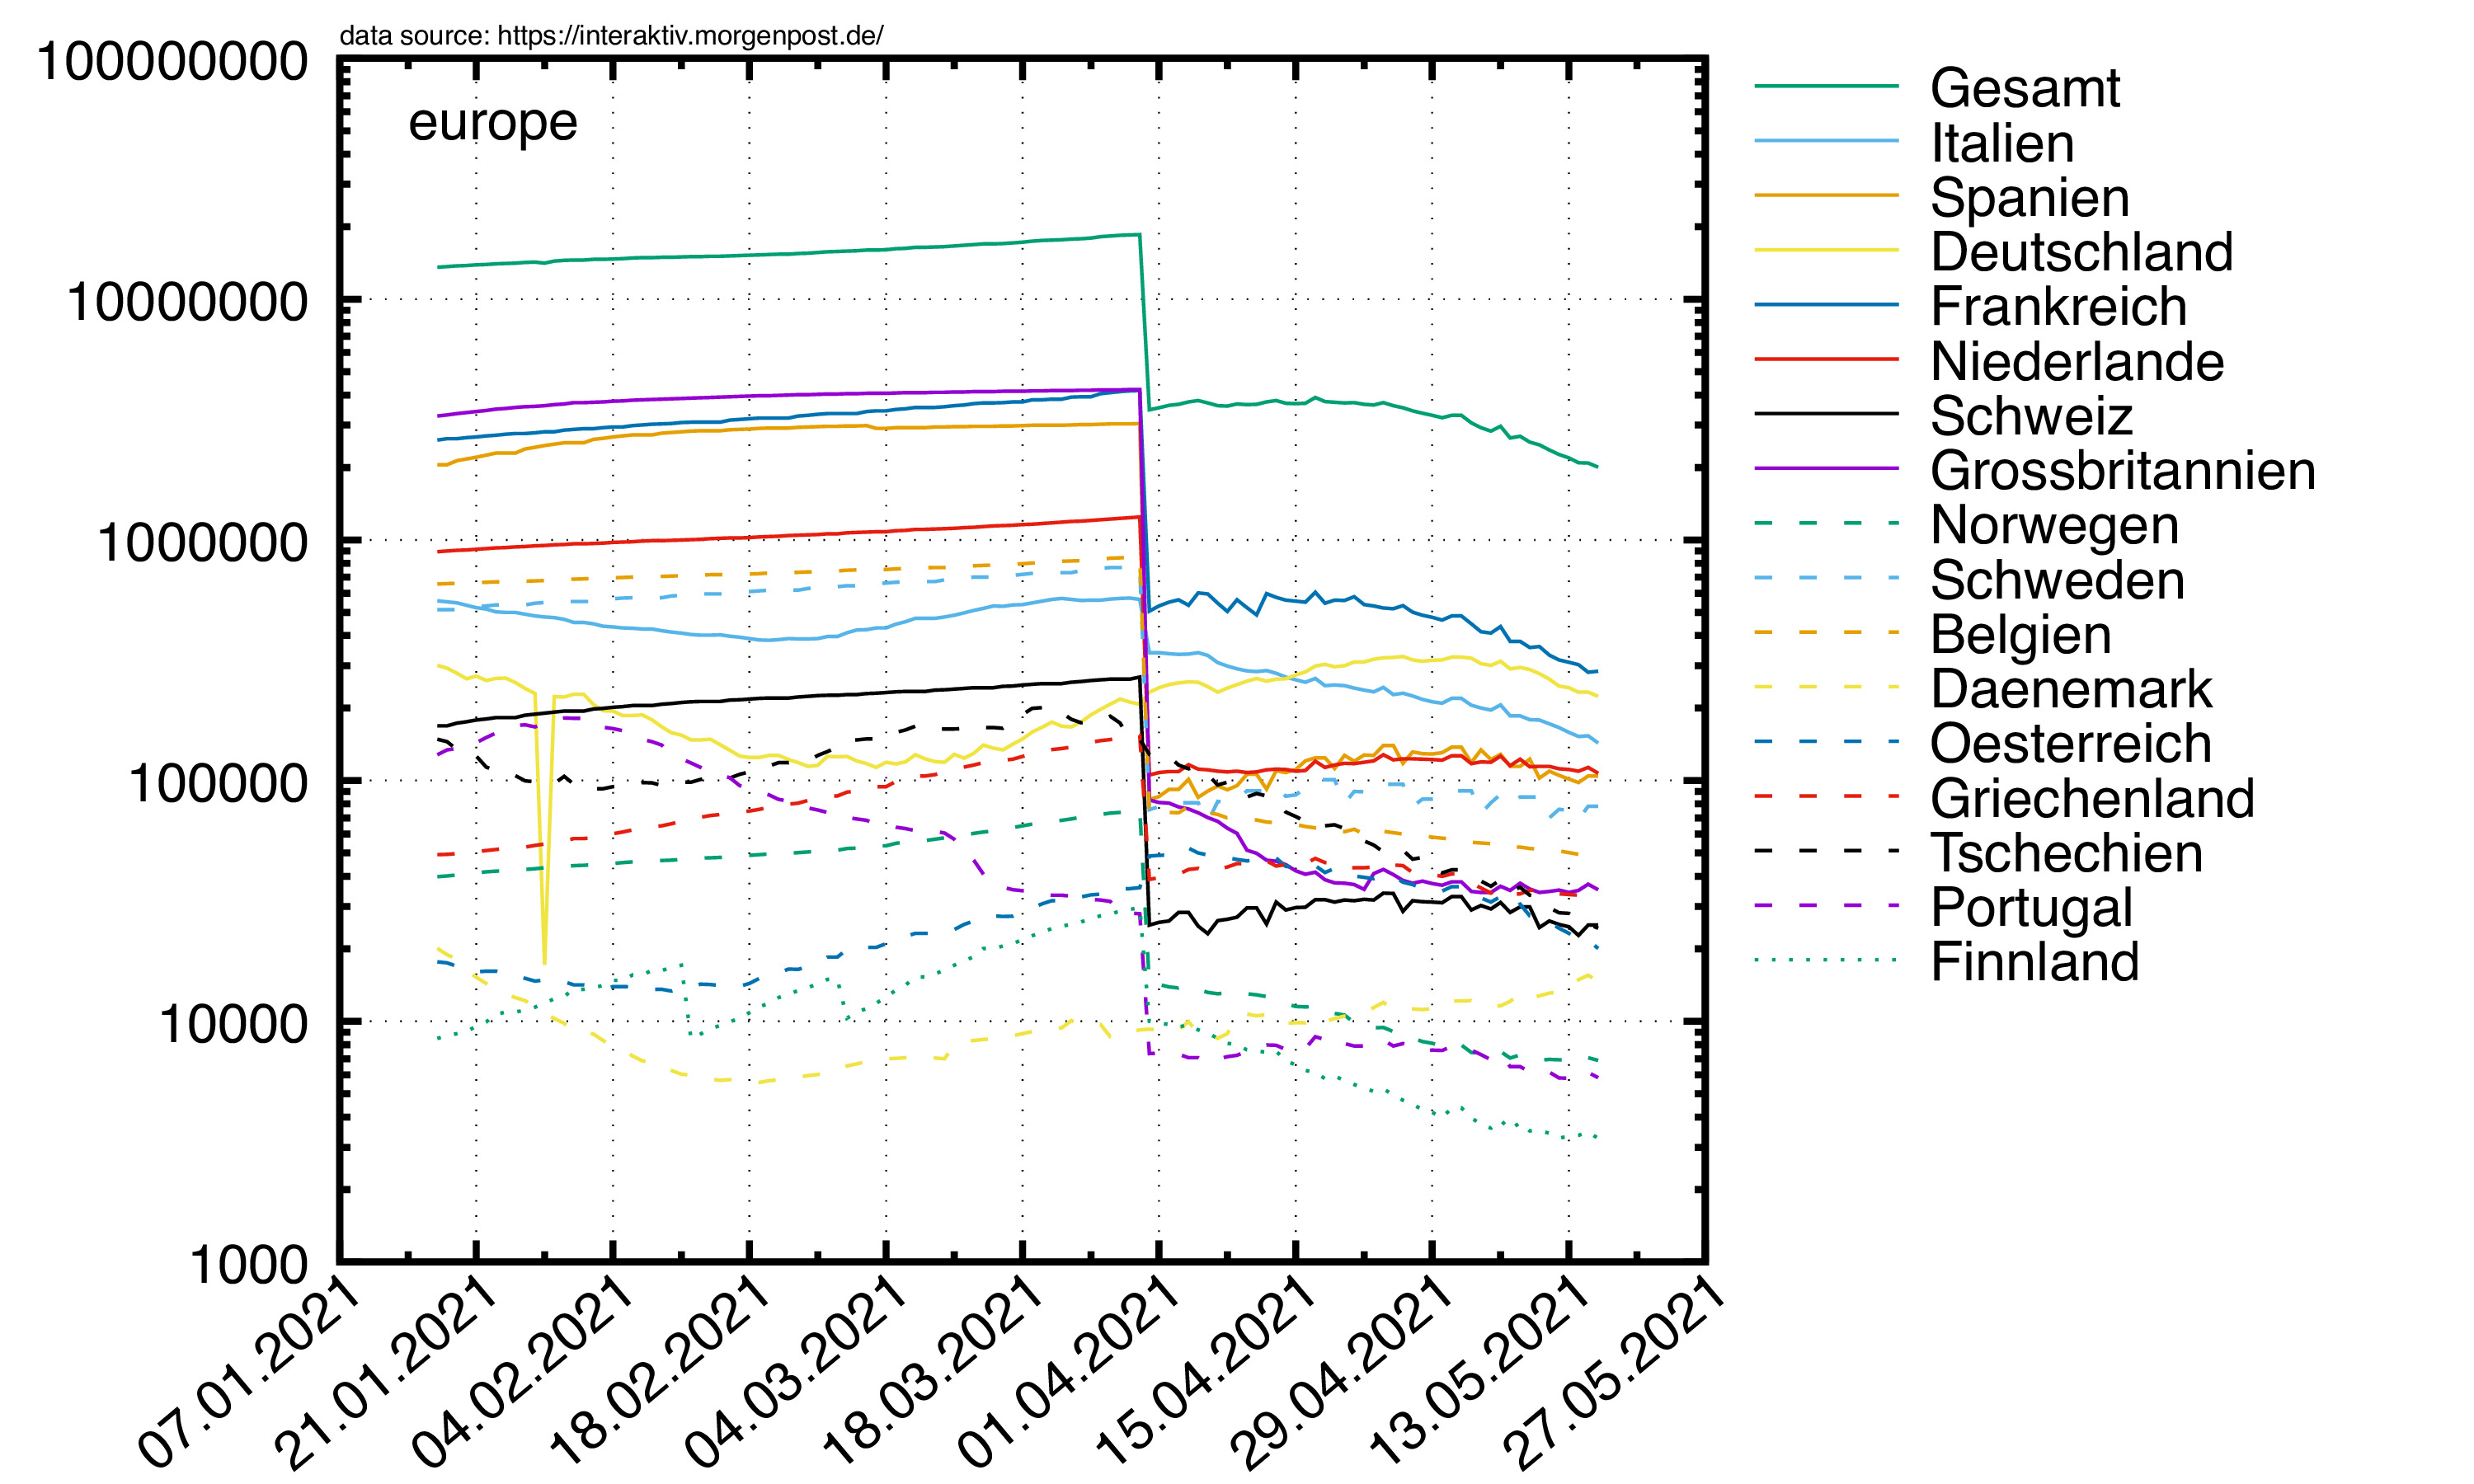 data source: https://interaktiv.morgenpost.de/
europe
100000000
10000000
1000000
100000
10000
1000
07.01.2021
21.01.2021
04.02.2021
18.02.2021
04.03.2021
18.03.2021
01.04.2021
15.04.2021
29.04.2021
13.05.2021
27.05.2021
Gesamt
Italien
Spanien
Deutschland
Frankreich
Niederlande
Schweiz
Grossbritannien
Norwegen
Schweden
Belgien
Daenemark
Oesterreich
Griechenland
Tschechien
Portugal
Finnland